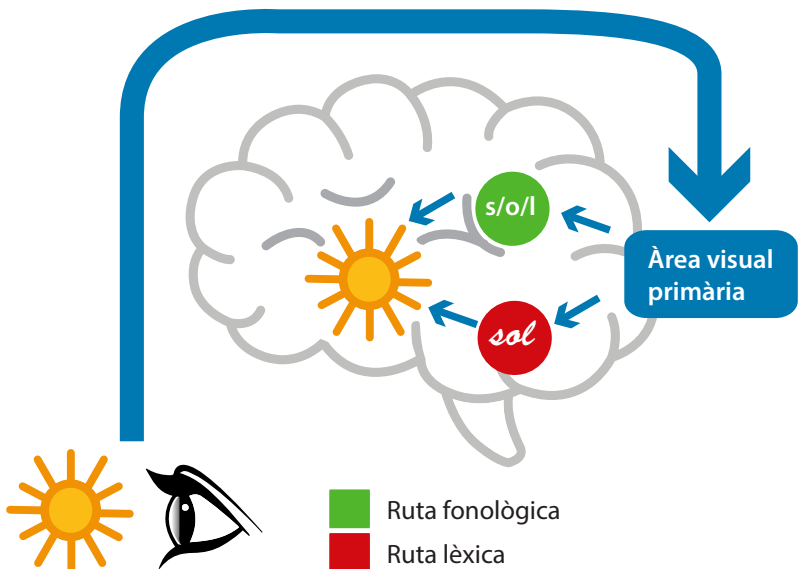 s/o/l
Àrea visual
primària
sol
Ruta fonològica
Ruta lèxica